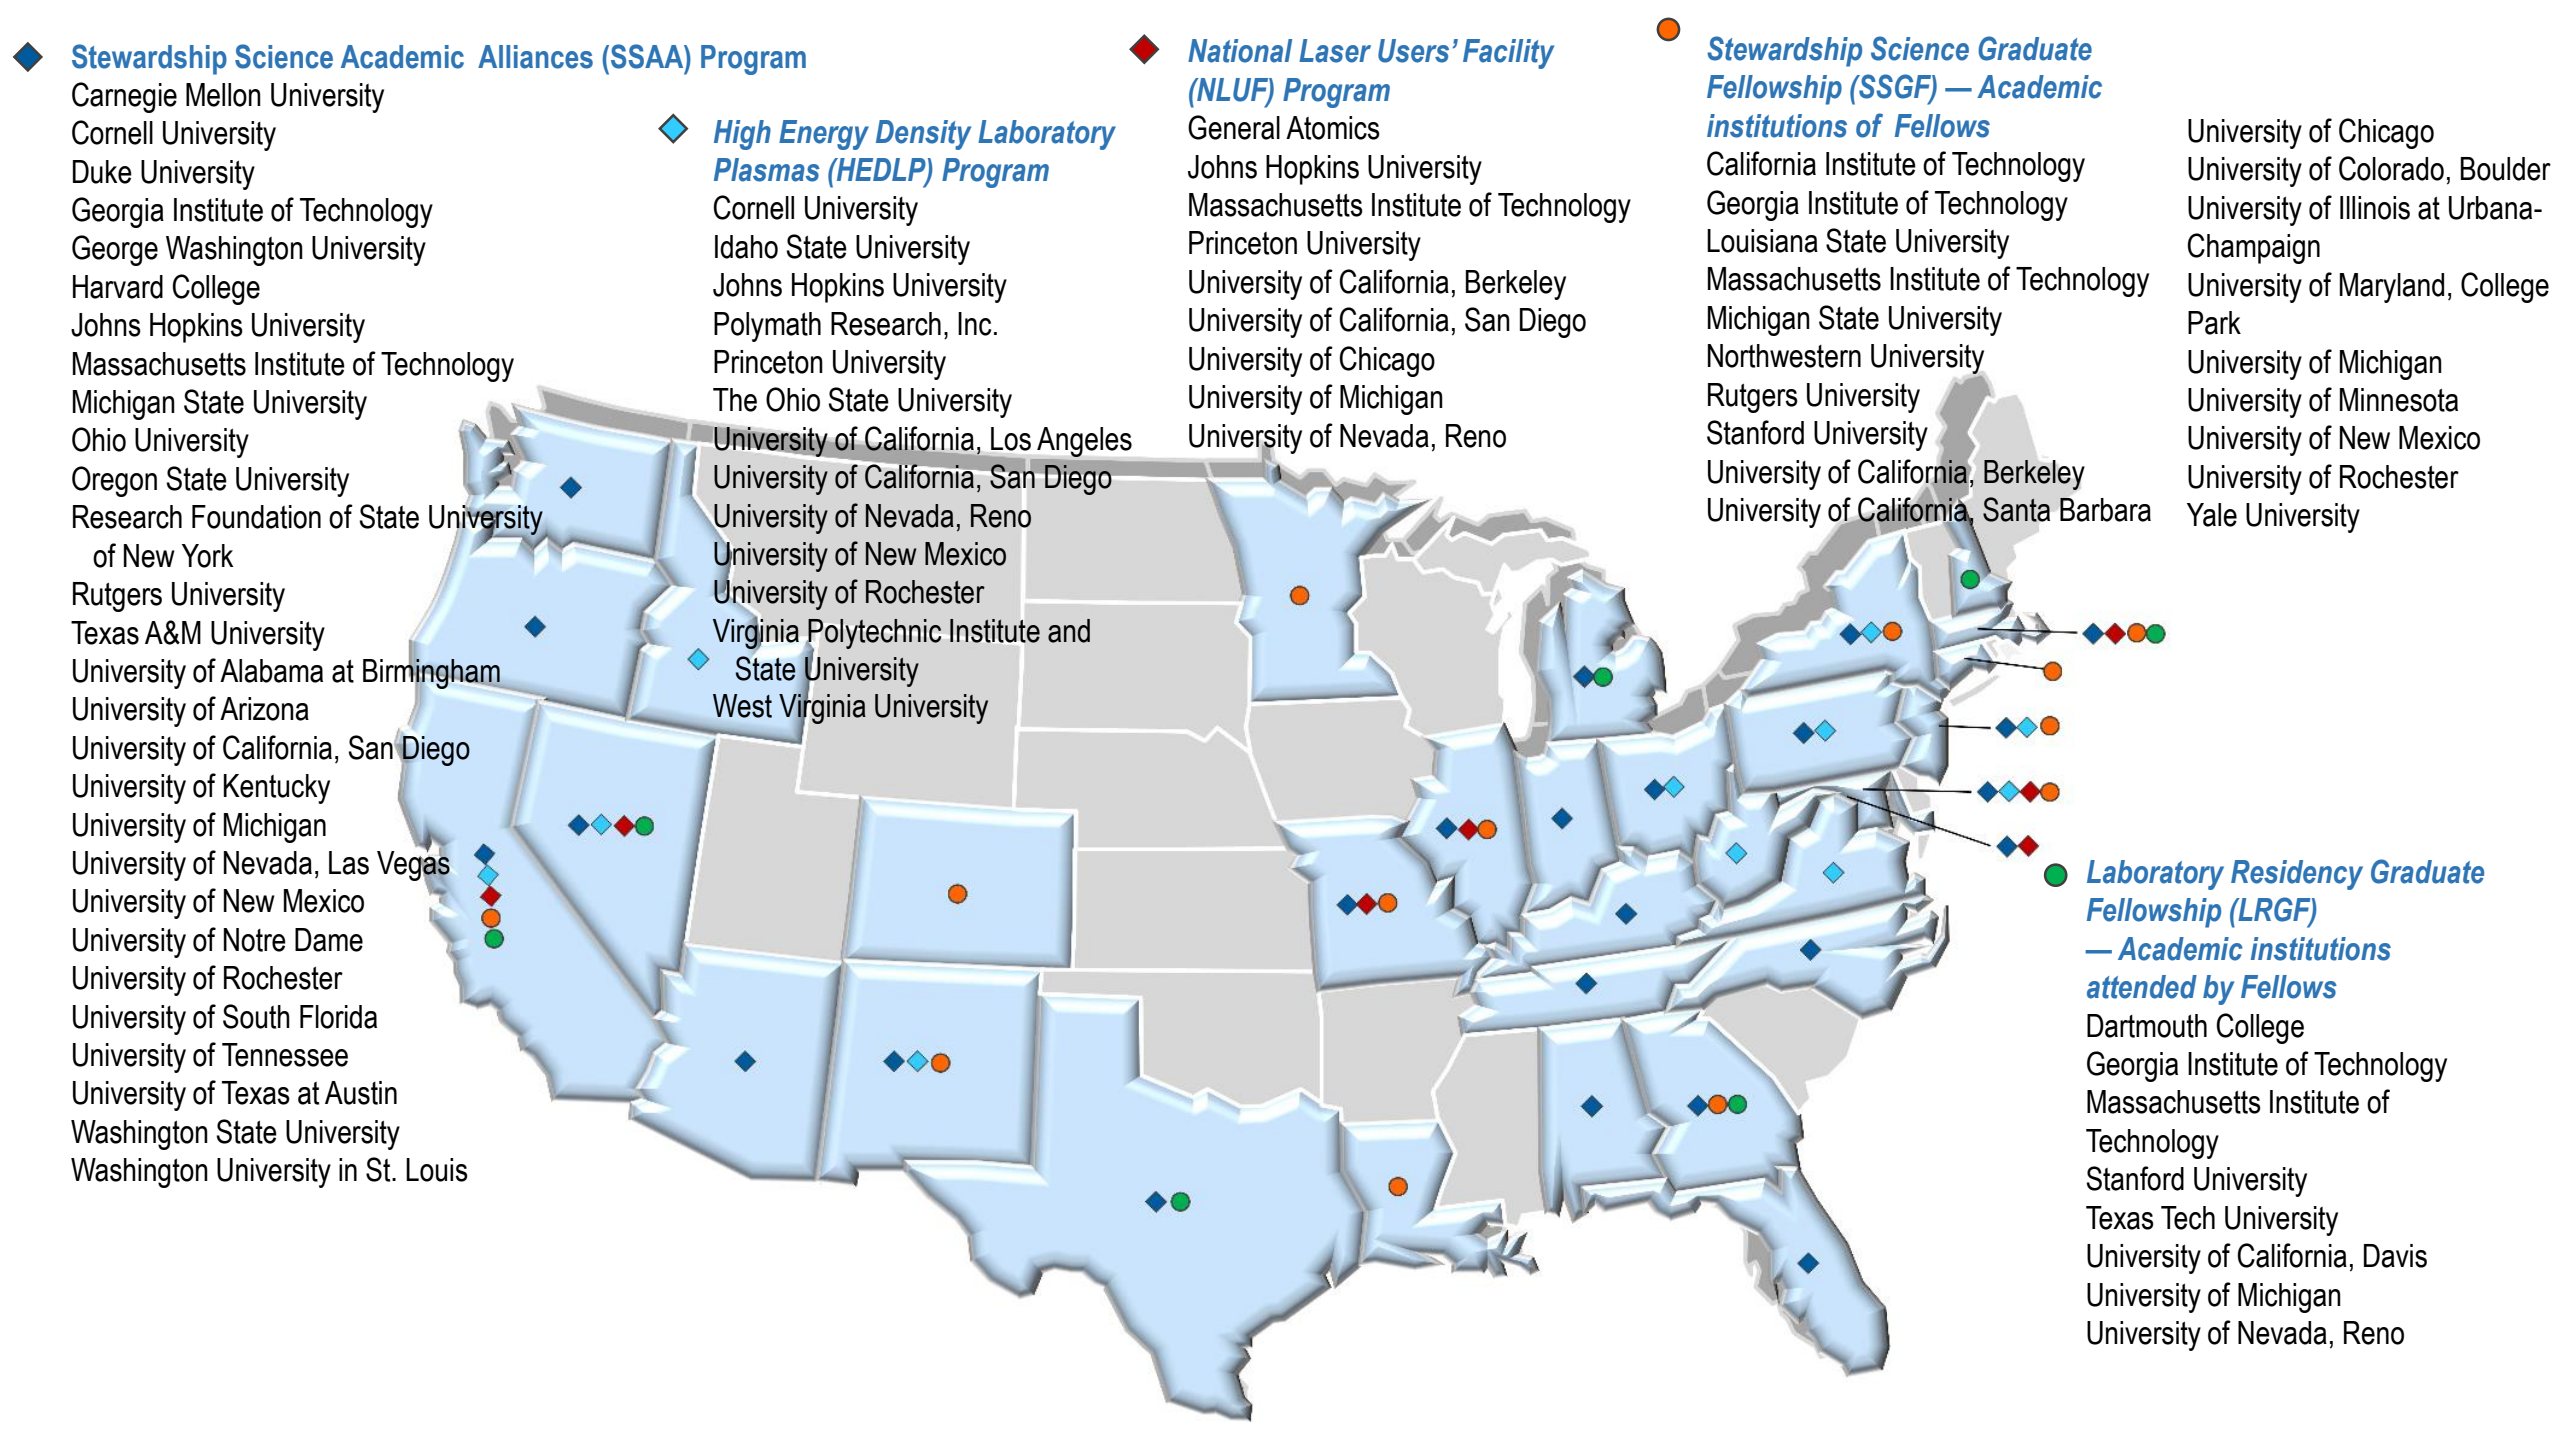 Stewardship Science Academic Alliances (SSAA) Program
Carnegie Mellon University
Cornell University
Duke University
Georgia Institute of Technology
George Washington University
Harvard College
Johns Hopkins University
Massachusetts Institute of Technology
Michigan State University
Ohio University
Oregon State University
Research Foundation of State University
of New York
Rutgers University
Texas A&M University
University of Alabama at Birmingham
University of Arizona
University of California, San Diego
University of Kentucky
University of Michigan
University of Nevada, Las Vegas
University of New Mexico
University of Notre Dame
University of Rochester
University of South Florida
University of Tennessee
University of Texas at Austin
Washington State University
Washington University in St. Louis
High Energy Density Laboratory
Plasmas (HEDLP) Program
Cornell University
Idaho State University
Johns Hopkins University
Polymath Research, Inc.
Princeton University
The Ohio State University
University of California, Los Angeles
University of California, San Diego
University of Nevada, Reno
University of New Mexico
University of Rochester
Virginia Polytechnic Institute and
State University
West Virginia University
National Laser Users' Facility
(NLUF) Program
General Atomics
Johns Hopkins University
Massachusetts Institute of Technology
Princeton University
University of California, Berkeley
University of California, San Diego
University of Chicago
University of Michigan
University of Nevada, Reno
Stewardship Science Graduate
Fellowship (SSGF) — Academic
institutions of Fellows
California Institute of Technology
Georgia Institute of Technology
Louisiana State University
Massachusetts Institute of Technology
Michigan State University
Northwestern University
Rutgers University
Stanford University
University of California, Berkeley
University of California, Santa Barbara
University of Chicago
University of Colorado, Boulder
University of Illinois at Urbana-
Champaign
University of Maryland, College
Park
University of Michigan
University of Minnesota
University of New Mexico
University of Rochester
Yale University
Laboratory Residency Graduate
Fellowship (LRGF)
— Academic institutions
attended by Fellows
Dartmouth College
Georgia Institute of Technology
Massachusetts Institute of
Technology
Stanford University
Texas Tech University
University of California, Davis
University of Michigan
University of Nevada, Reno